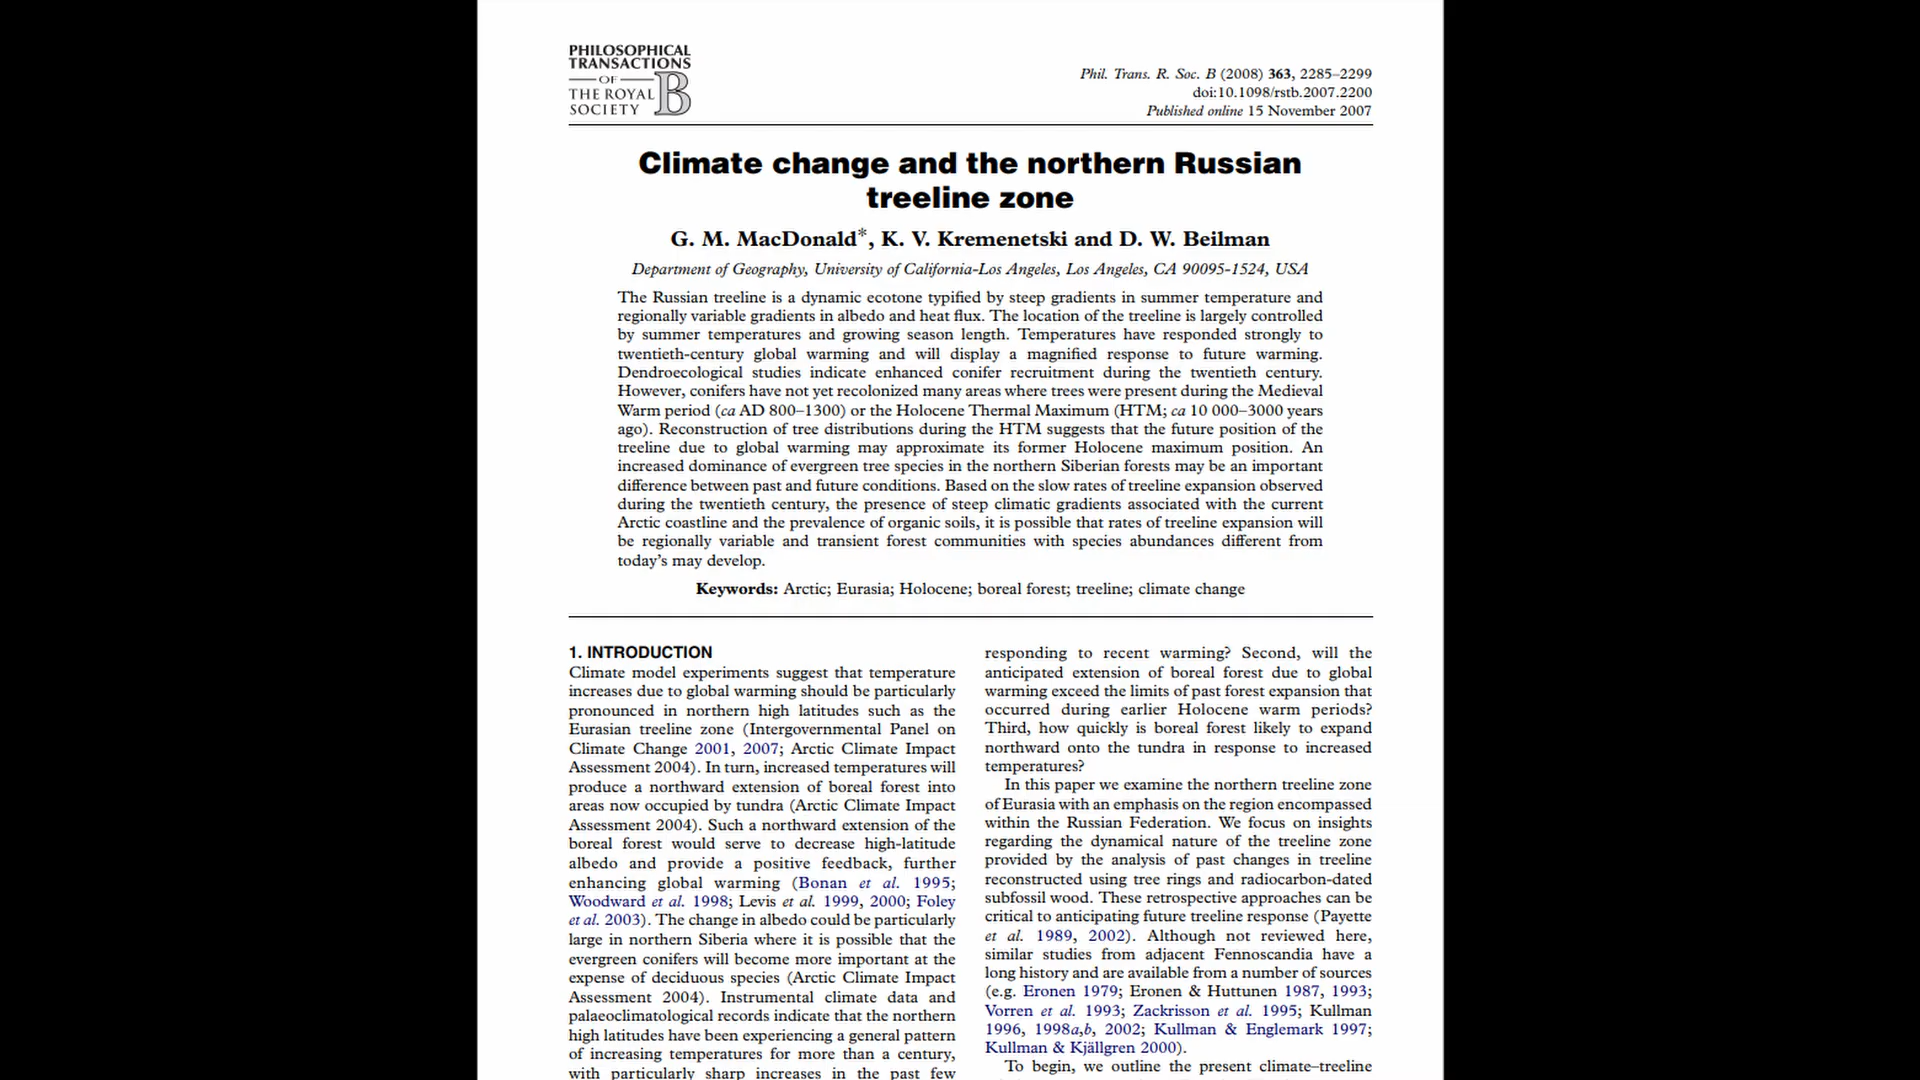 PHILOSOPHICAL
TRANSACTIONS
OF
THE ROYAL
SOCIETY
B
Phil. Trans. R. Soc. B (2008) 363, 2285–2299
doi:10.1098/rstb.2007.2200
Published online 15 November 2007
Climate change and the northern Russian
treeline zone
G. M. MacDonald*, K. V. Kremenetski and D. W. Beilman
Department of Geography, University of California-Los Angeles, Los Angeles, CA 90095-1524, USA
The Russian treeline is a dynamic ecotone typified by steep gradients in summer temperature and
regionally variable gradients in albedo and heat flux. The location of the treeline is largely controlled
by summer temperatures and growing season length. Temperatures have responded strongly to
twentieth-century global warming and will display a magnified response to future warming.
Dendroecological studies indicate enhanced conifer recruitment during the twentieth century.
However, conifers have not yet recolonized many areas where trees were present during the Medieval
Warm period (ca AD 800–1300) or the Holocene Thermal Maximum (HTM; ca 10 000–3000 years
ago). Reconstruction of tree distributions during the HTM suggests that the future position of the
treeline due to global warming may approximate its former Holocene maximum position. An
increased dominance of evergreen tree species in the northern Siberian forests may be an important
difference between past and future conditions. Based on the slow rates of treeline expansion observed
during the twentieth century, the presence of steep climatic gradients associated with the current
Arctic coastline and the prevalence of organic soils, it is possible that rates of treeline expansion will
be regionally variable and transient forest communities with species abundances different from
today's may develop.
Keywords: Arctic; Eurasia; Holocene; boreal forest; treeline; climate change
1. INTRODUCTION
Climate model experiments suggest that temperature
increases due to global warming should be particularly
pronounced in northern high latitudes such as the
Eurasian treeline zone (Intergovernmental Panel on
Climate Change 2001, 2007; Arctic Climate Impact
Assessment 2004). In turn, increased temperatures will
produce a northward extension of boreal forest into
areas now occupied by tundra (Arctic Climate Impact
Assessment 2004). Such a northward extension of the
boreal forest would serve to decrease high-latitude
albedo and provide a positive feedback, further
enhancing global warming (Bonan et al. 1995;
Woodward et al. 1998; Levis et al. 1999, 2000; Foley
et al. 2003). The change in albedo could be particularly
large in northern Siberia where it is possible that the
evergreen conifers will become more important at the
expense of deciduous species (Arctic Climate Impact
Assessment 2004). Instrumental climate data and
palaeoclimatological records indicate that the northern
high latitudes have been experiencing a general pattern
of increasing temperatures for more than a century,
with particularly sharp increases in the past few
responding to recent warming? Second, will the
anticipated extension of boreal forest due to global
warming exceed the limits of past forest expansion that
occurred during earlier Holocene warm periods?
Third, how quickly is boreal forest likely to expand
northward onto the tundra in response to increased
temperatures?
In this paper we examine the northern treeline zone
of Eurasia with an emphasis on the region encompassed
within the Russian Federation. We focus on insights
regarding the dynamical nature of the treeline zone
provided by the analysis of past changes in treeline
reconstructed using tree rings and radiocarbon-dated
subfossil wood. These retrospective approaches can be
critical to anticipating future treeline response (Payette
et al. 1989, 2002). Although not reviewed here,
similar studies from adjacent Fennoscandia have a
long history and are available from a number of sources
(e.g. Eronen 1979; Eronen & Huttunen 1987, 1993;
Vorren et al. 1993; Zackrisson et al. 1995; Kullman
1996, 1998a,b, 2002; Kullman & Englemark 1997;
Kullman & Kjällgren 2000).
To begin, we outline the present climate–treeline